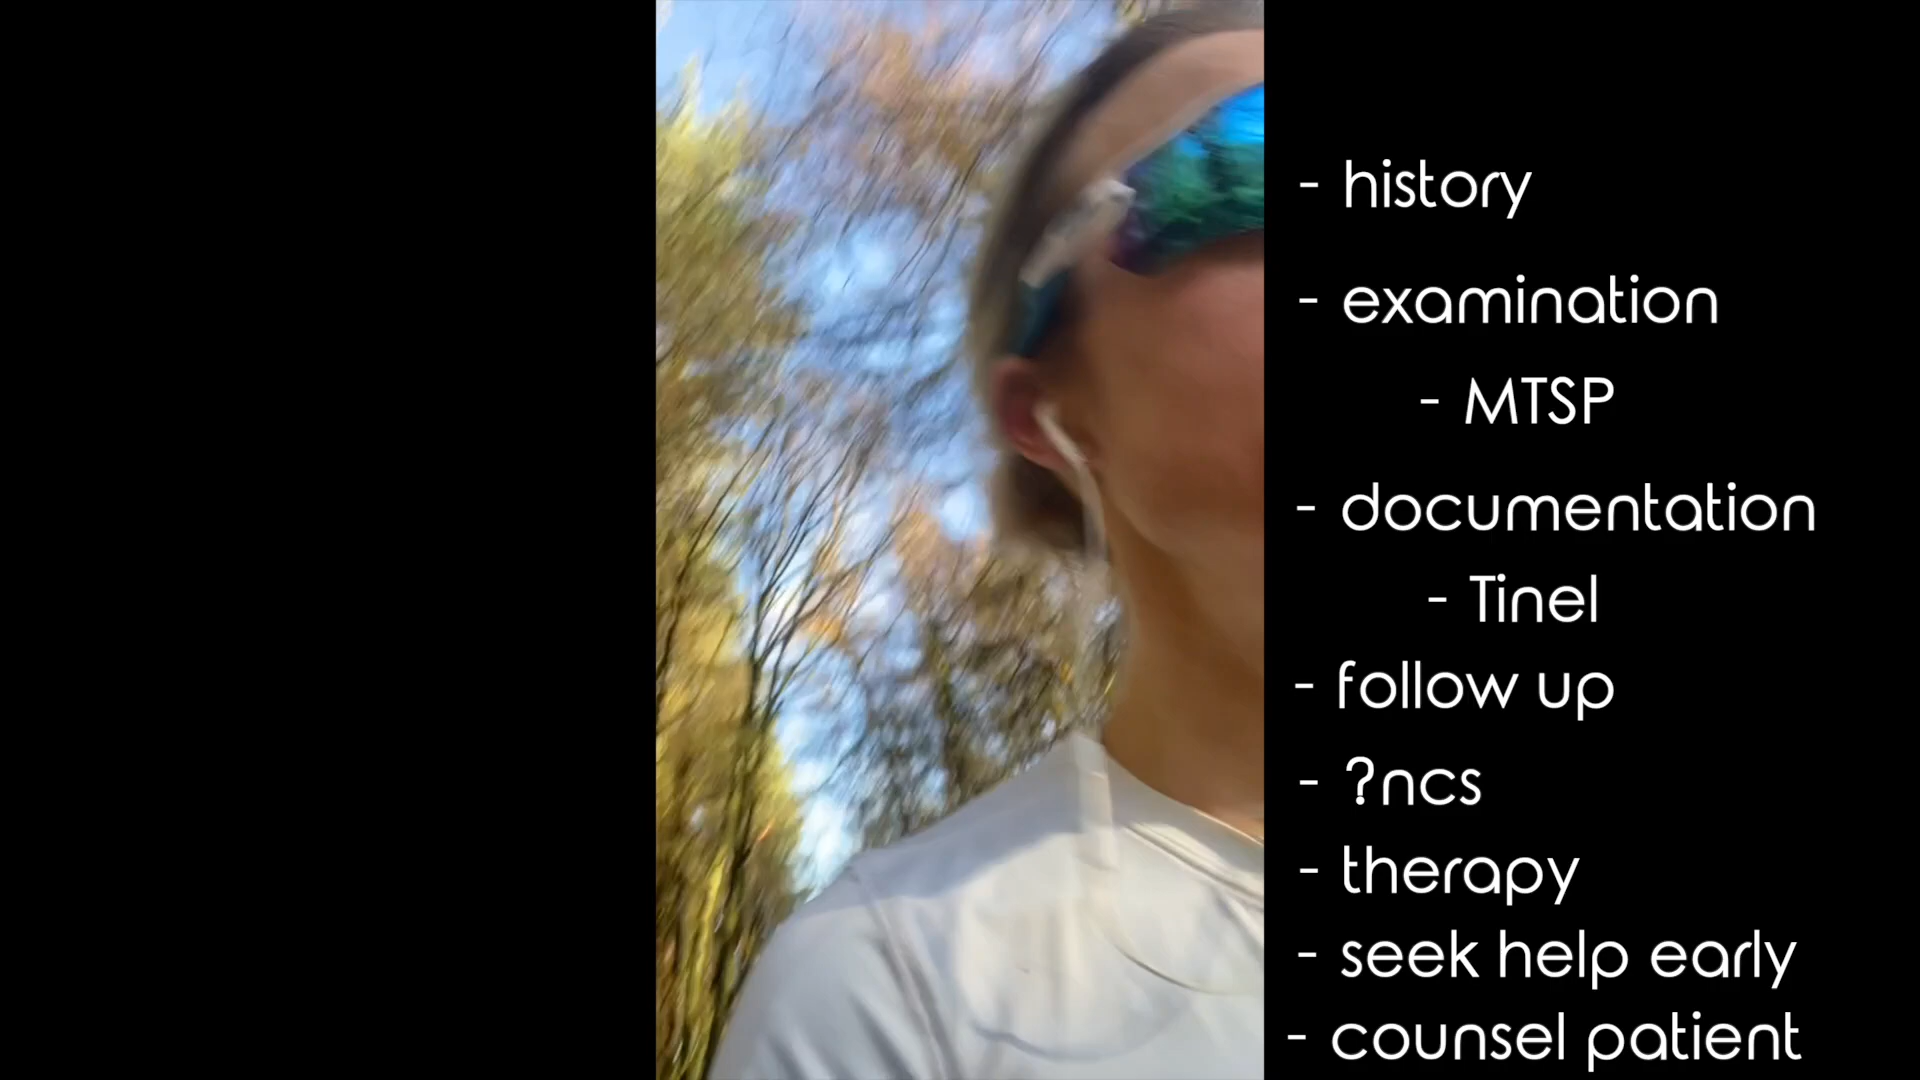 - history
- examination
- MTSP
- documentation
- Tinel
- follow up
- ?ncs
- therapy
- seek help early
- counsel patient